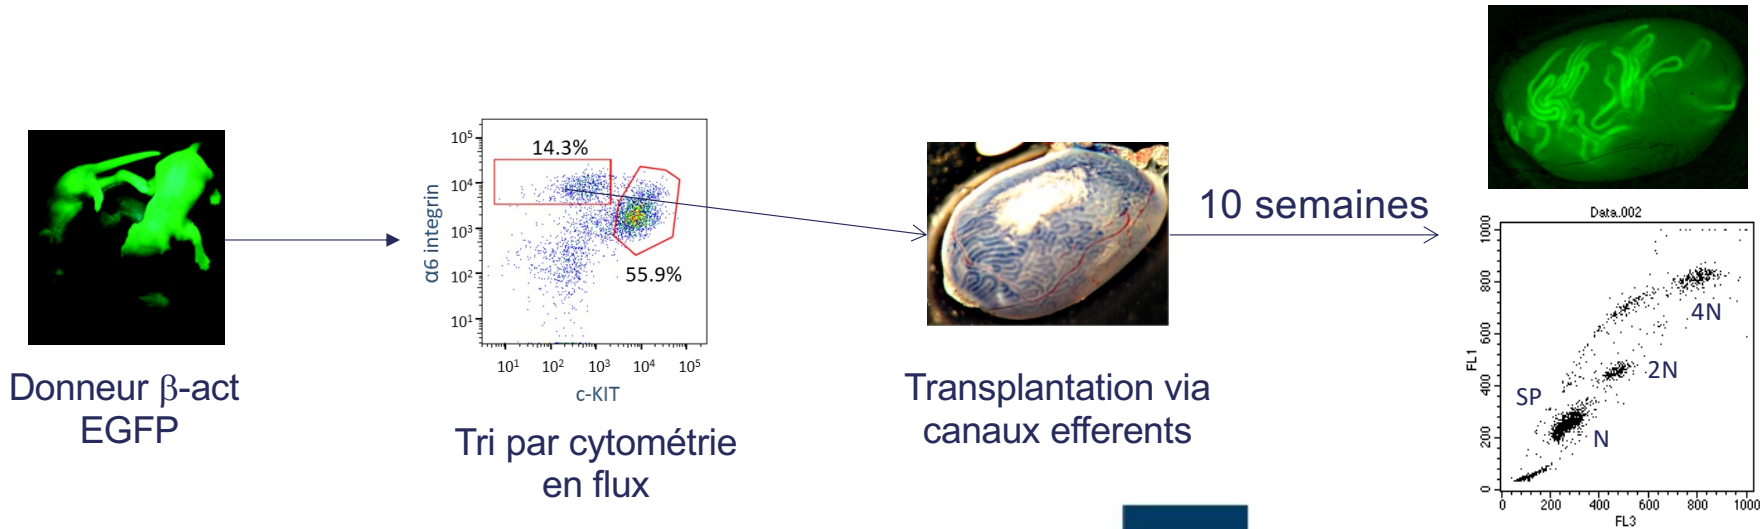 Donneur β-act
EGFP
α6 integrin
10⁵
10⁴
10³
10²
10¹
14.3%
55.9%
10¹ 10² 10³ 10⁴ 10⁵
c-KIT
Tri par cytométrie
en flux
Transplantation via
canaux efferents
10 semaines
Data.002
FL1
1000
800
600
400
200
0
4N
2N
SP
N
0 200 400 600 800 1000
FL3